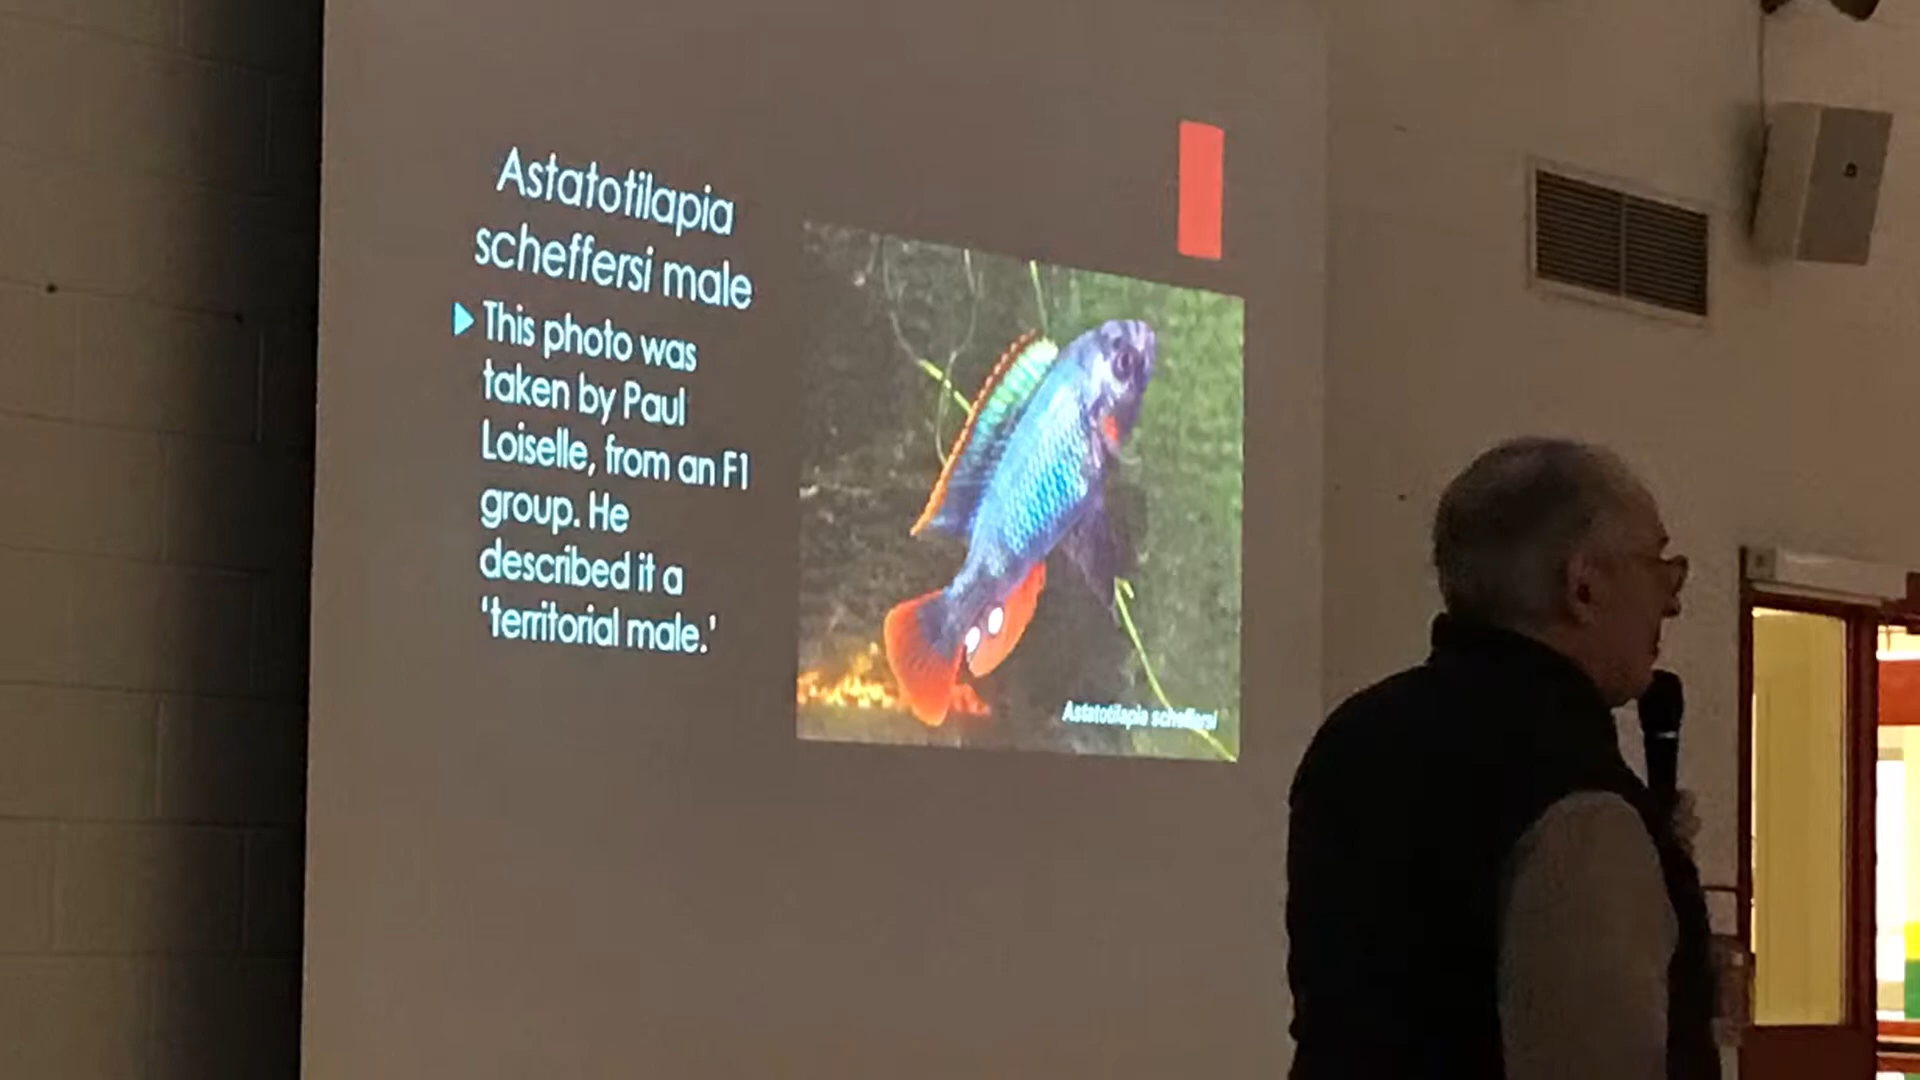 Astatotilapia
scheffersi male
This photo was
taken by Paul
Loiselle, from an F1
group. He
described it a
'territorial male.'
Astatotilapia scheffersi